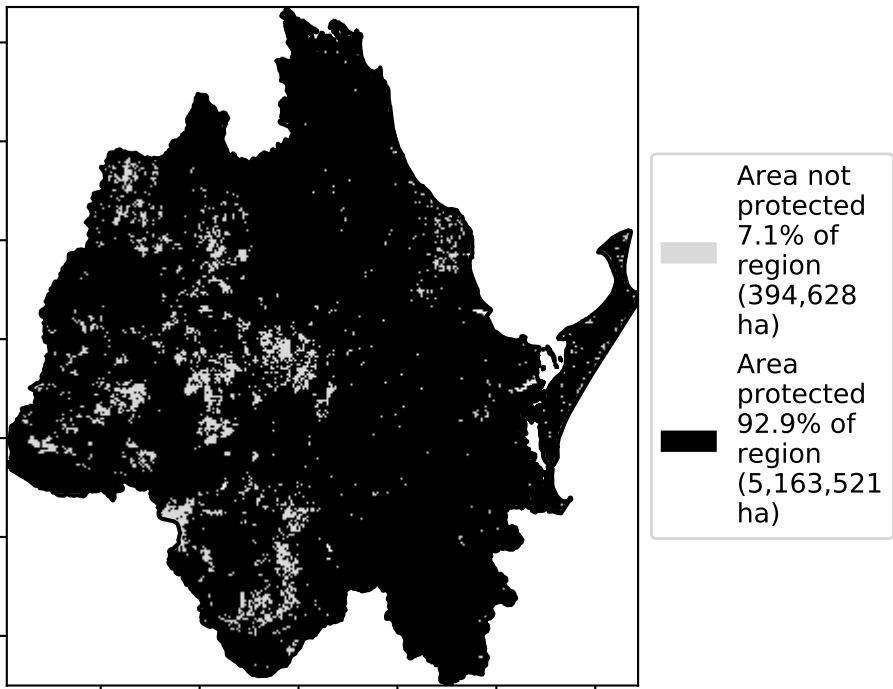 Area not
protected
7.1% of
region
(394,628
ha)
Area
protected
92.9% of
region
(5,163,521
ha)